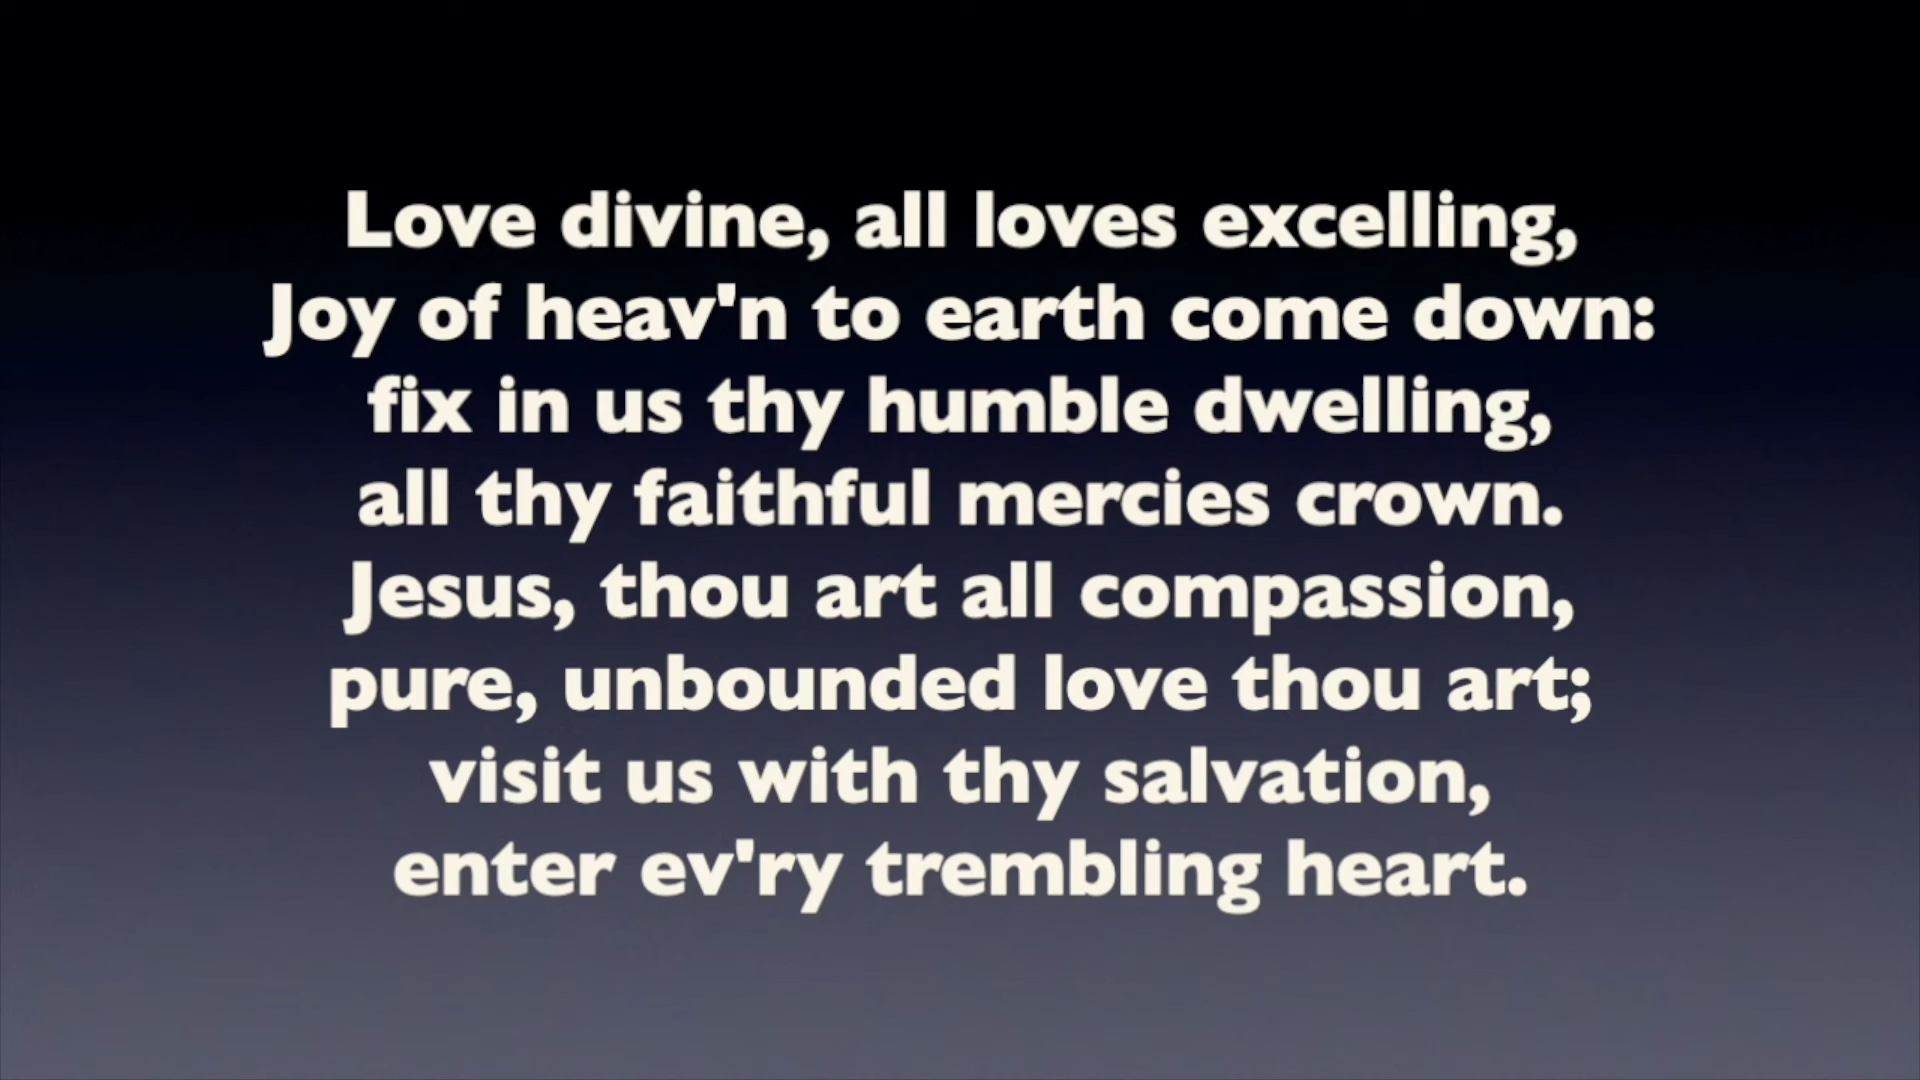 Love divine, all loves excelling,
Joy of heav'n to earth come down:
fix in us thy humble dwelling,
all thy faithful mercies crown.
Jesus, thou art all compassion,
pure, unbounded love thou art;
visit us with thy salvation,
enter ev'ry trembling heart.